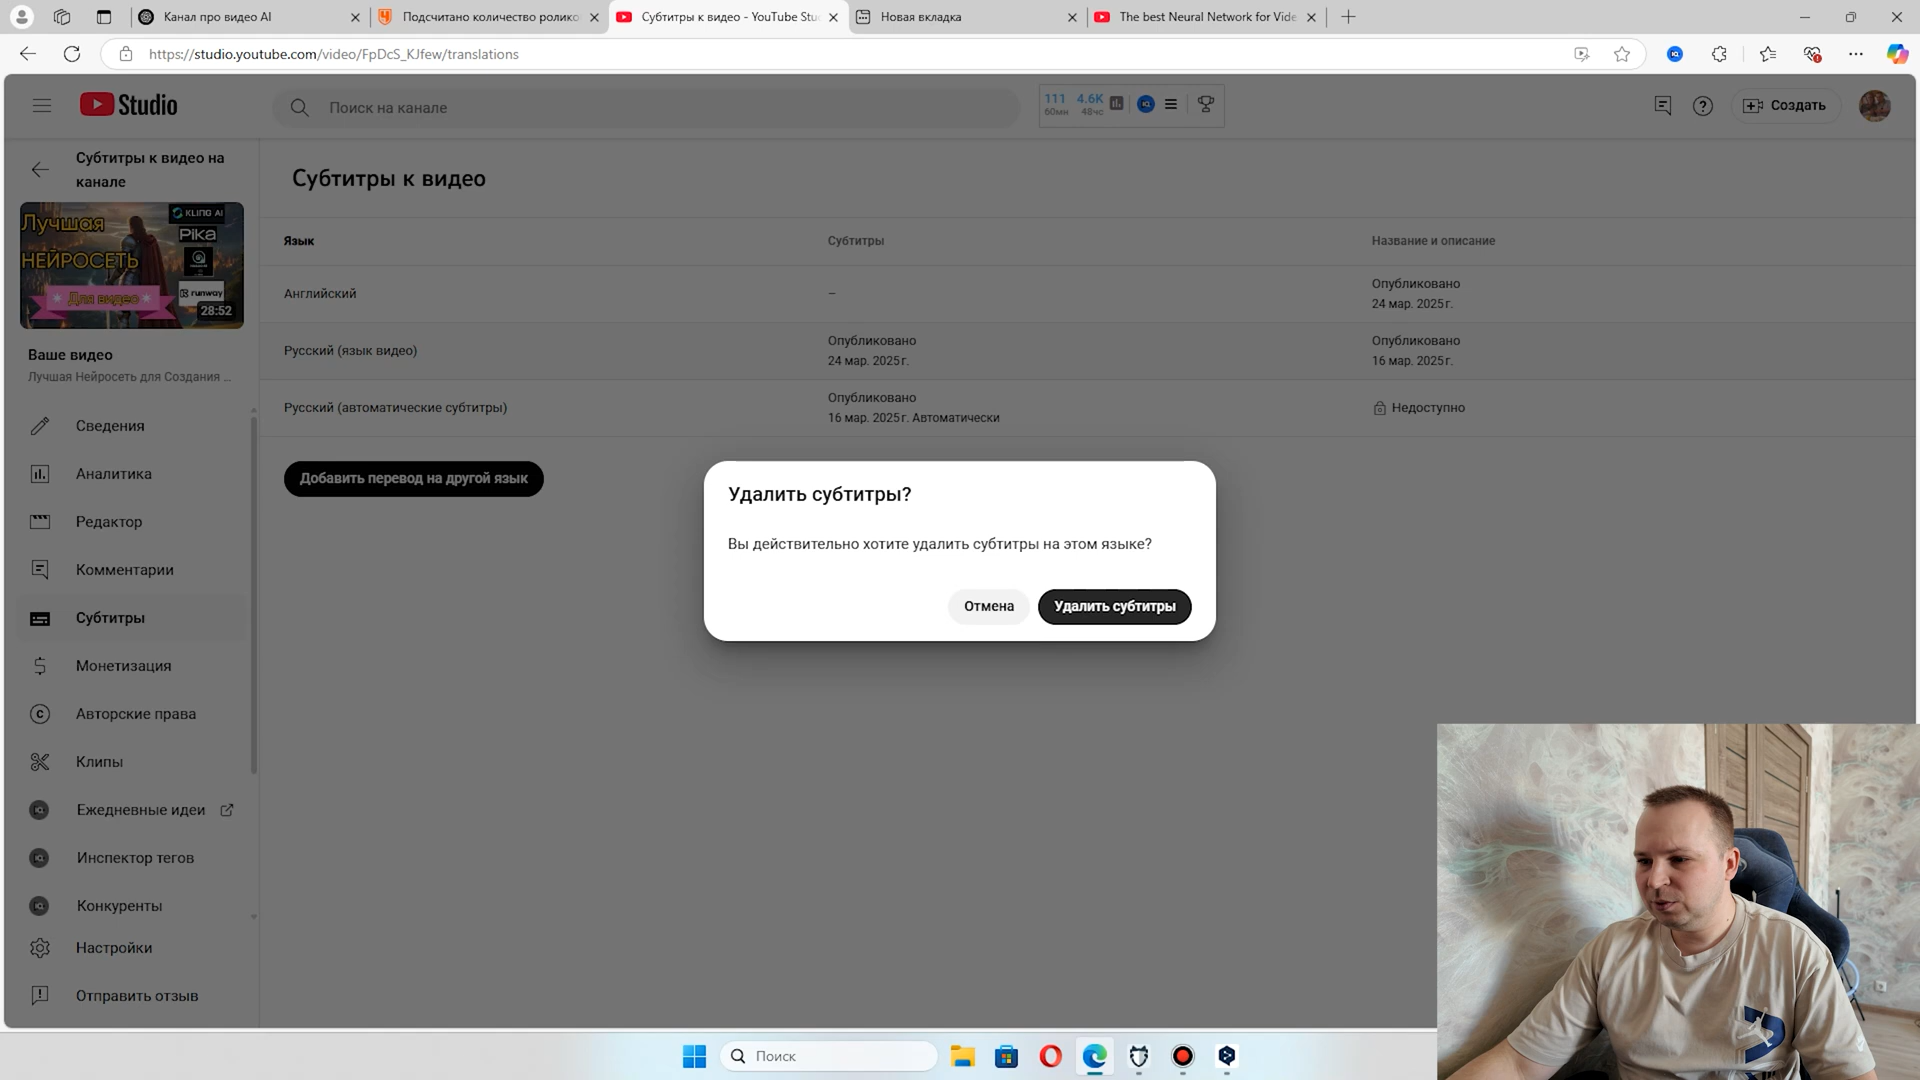 Канал про видео AI
Подсчитано количество ролико
Субтитры к видео - YouTube Stu
Новая вкладка
The best Neural Network for Vide
https://studio.youtube.com/video/FpDcS_KJfew/translations
Studio
Поиск на канале
111 4.6K
60мн 48чс
Создать
Субтитры к видео на
канале
Лучшая
НЕЙРОСЕТЬ
Для видео
KLING AI
Pika
runway
28:52
Ваше видео
Лучшая Нейросеть для Создания ...
Сведения
Аналитика
Редактор
Комментарии
Субтитры
Монетизация
Авторские права
Клипы
Ежедневные идеи
Инспектор тегов
Конкуренты
Настройки
Отправить отзыв
Субтитры к видео
Язык Субтитры Название и описание
Английский – Опубликовано
24 мар. 2025 г.
Русский (язык видео) Опубликовано Опубликовано
24 мар. 2025 г. 16 мар. 2025 г.
Русский (автоматические субтитры) Опубликовано Недоступно
16 мар. 2025 г. Автоматически
Добавить перевод на другой язык
Удалить субтитры?
Вы действительно хотите удалить субтитры на этом языке?
Отмена Удалить субтитры
Поиск